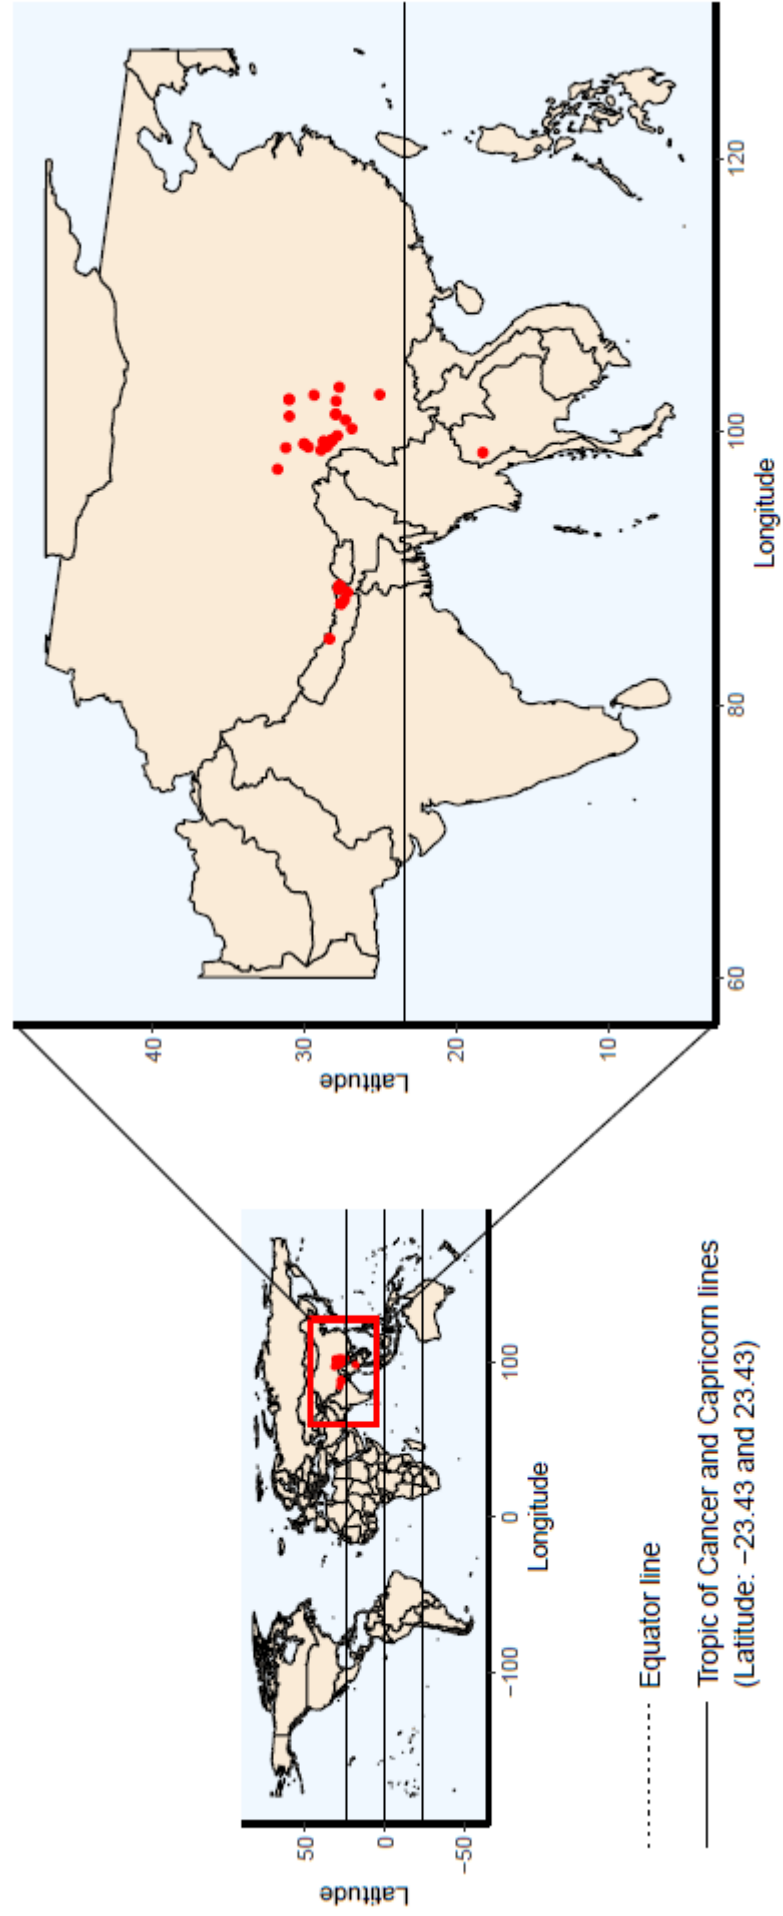 Latitude
50
0
−50
−100
0
100
Longitude
Latitude
40
30
20
10
60
80
100
120
Longitude
Equator line
Tropic of Cancer and Capricorn lines
(Latitude: −23.43 and 23.43)